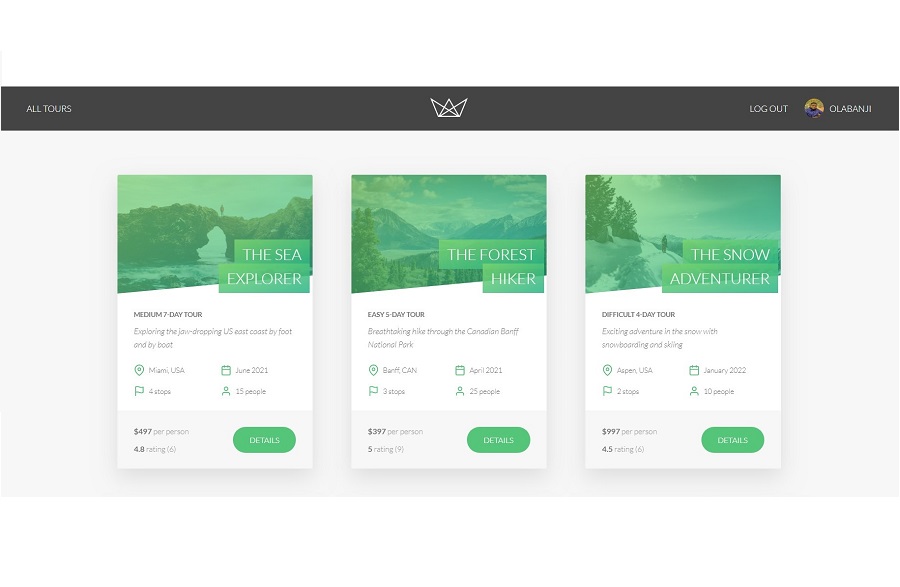 ALL TOURS
LOG OUT
OLABANJI
THE SEA
EXPLORER
MEDIUM 7-DAY TOUR
Exploring the jaw-dropping US east coast by foot
and by boat
Miami, USA
June 2021
4 stops
15 people
$497 per person
4.8 rating (6)
DETAILS
THE FOREST
HIKER
EASY 5-DAY TOUR
Breathtaking hike through the Canadian Banff
National Park
Banff, CAN
April 2021
3 stops
25 people
$397 per person
5 rating (9)
DETAILS
THE SNOW
ADVENTURER
DIFFICULT 4-DAY TOUR
Exciting adventure in the snow with
snowboarding and skiing
Aspen, USA
January 2022
2 stops
10 people
$997 per person
4.5 rating (6)
DETAILS